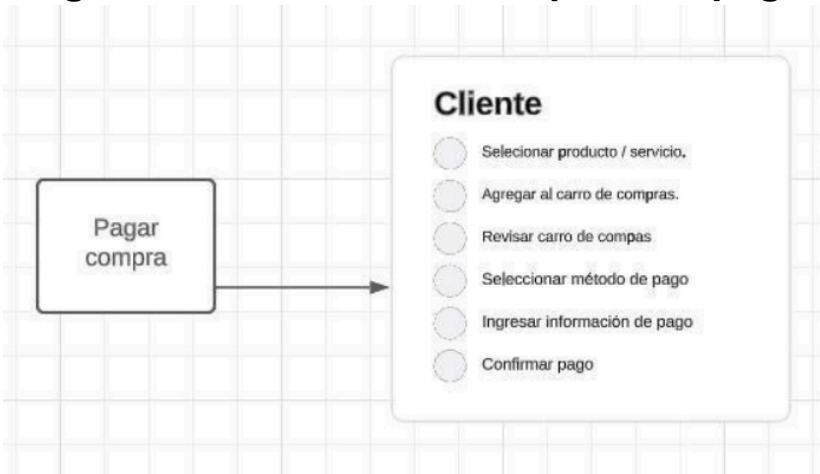 Cliente
Selecionar producto / servicio.
Agregar al carro de compras.
Pagar
compra
Revisar carro de compas
Seleccionar método de pago
Ingresar información de pago
Confirmar pago